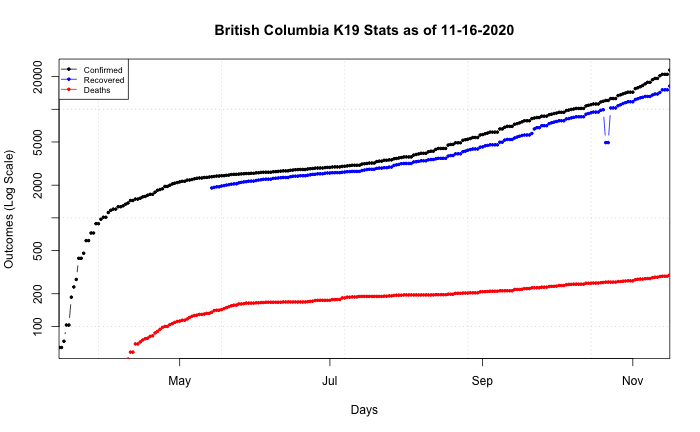 British Columbia K19 Stats as of 11-16-2020
Confirmed
Recovered
Deaths
Outcomes (Log Scale)
20000
5000
2000
500
200
100
May
Jul
Sep
Nov
Days